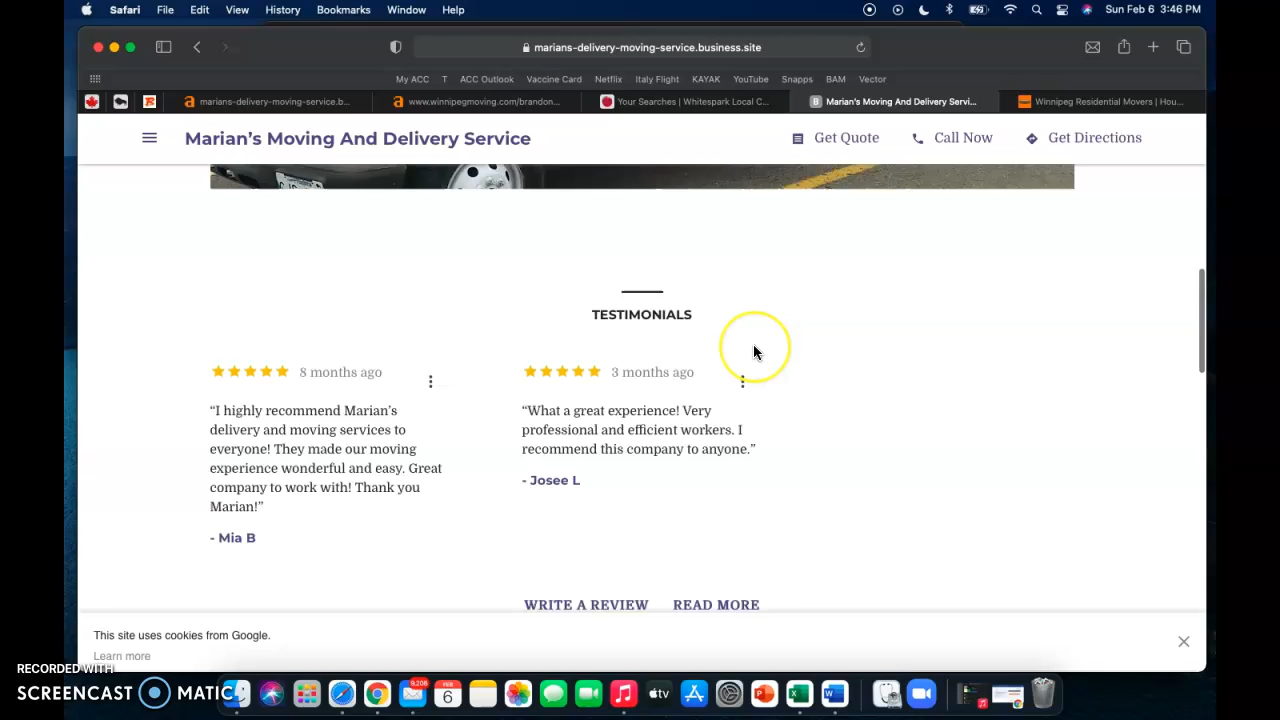 Safari File Edit View History Bookmarks Window Help Sun Feb 6 3:46 PM
marians-delivery-moving-service.business.site
My ACC T ACC Outlook Vaccine Card Netflix Italy Flight KAYAK YouTube Snapps BAM Vector
marians-delivery-moving-service.b... www.winnipegmoving.com/brandon... Your Searches | Whitespark Local C... Marian's Moving And Delivery Servi... Winnipeg Residential Movers | Hou...
Marian's Moving And Delivery Service Get Quote Call Now Get Directions
TESTIMONIALS
8 months ago
“I highly recommend Marian's
delivery and moving services to
everyone! They made our moving
experience wonderful and easy. Great
company to work with! Thank you
Marian!”
- Mia B
3 months ago
“What a great experience! Very
professional and efficient workers. I
recommend this company to anyone.”
- Josee L
WRITE A REVIEW READ MORE
This site uses cookies from Google.
Learn more
RECORDED WITH
SCREENCAST MATIC
9,206
FEB
6
tv